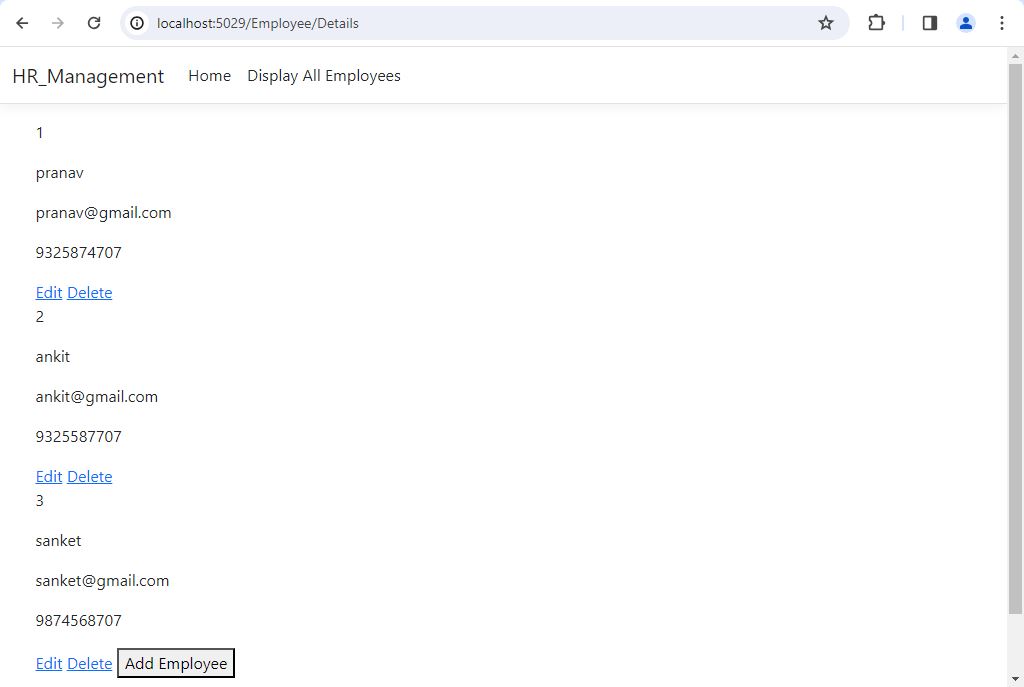 localhost:5029/Employee/Details
HR_Management Home Display All Employees
1
pranav
pranav@gmail.com
9325874707
Edit Delete
2
ankit
ankit@gmail.com
9325587707
Edit Delete
3
sanket
sanket@gmail.com
9874568707
Edit Delete Add Employee